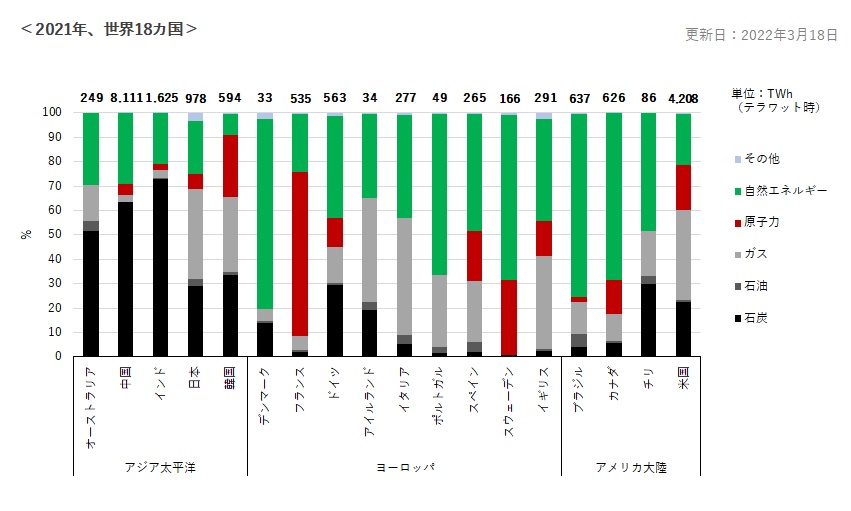 ＜2021年、世界18カ国＞
更新日：2022年3月18日
249 8,111 1,625 978 594 33 535 563 34 277 49 265 166 291 637 626 86 4,208
単位：TWh
（テラワット時）
100
90
80
70
60
50
40
30
20
10
0
%
その他
自然エネルギー
原子力
ガス
石油
石炭
オーストラリア
中国
インド
日本
韓国
デンマーク
フランス
ドイツ
アイルランド
イタリア
ポルトガル
スペイン
スウェーデン
イギリス
ブラジル
カナダ
チリ
米国
アジア太平洋
ヨーロッパ
アメリカ大陸